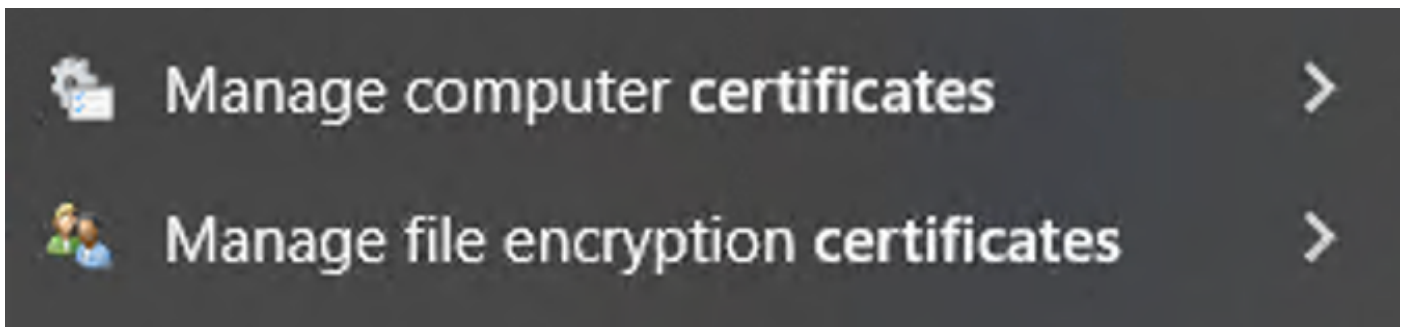 Manage computer certificates
Manage file encryption certificates